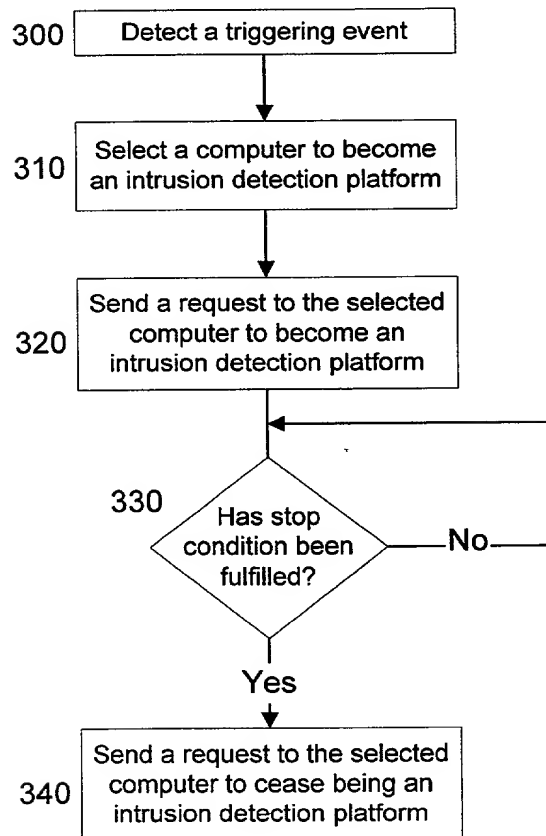 300
Detect a triggering event
310
Select a computer to become
an intrusion detection platform
320
Send a request to the selected
computer to become an
intrusion detection platform
330
Has stop
condition been
fulfilled?
No
Yes
340
Send a request to the selected
computer to cease being an
intrusion detection platform